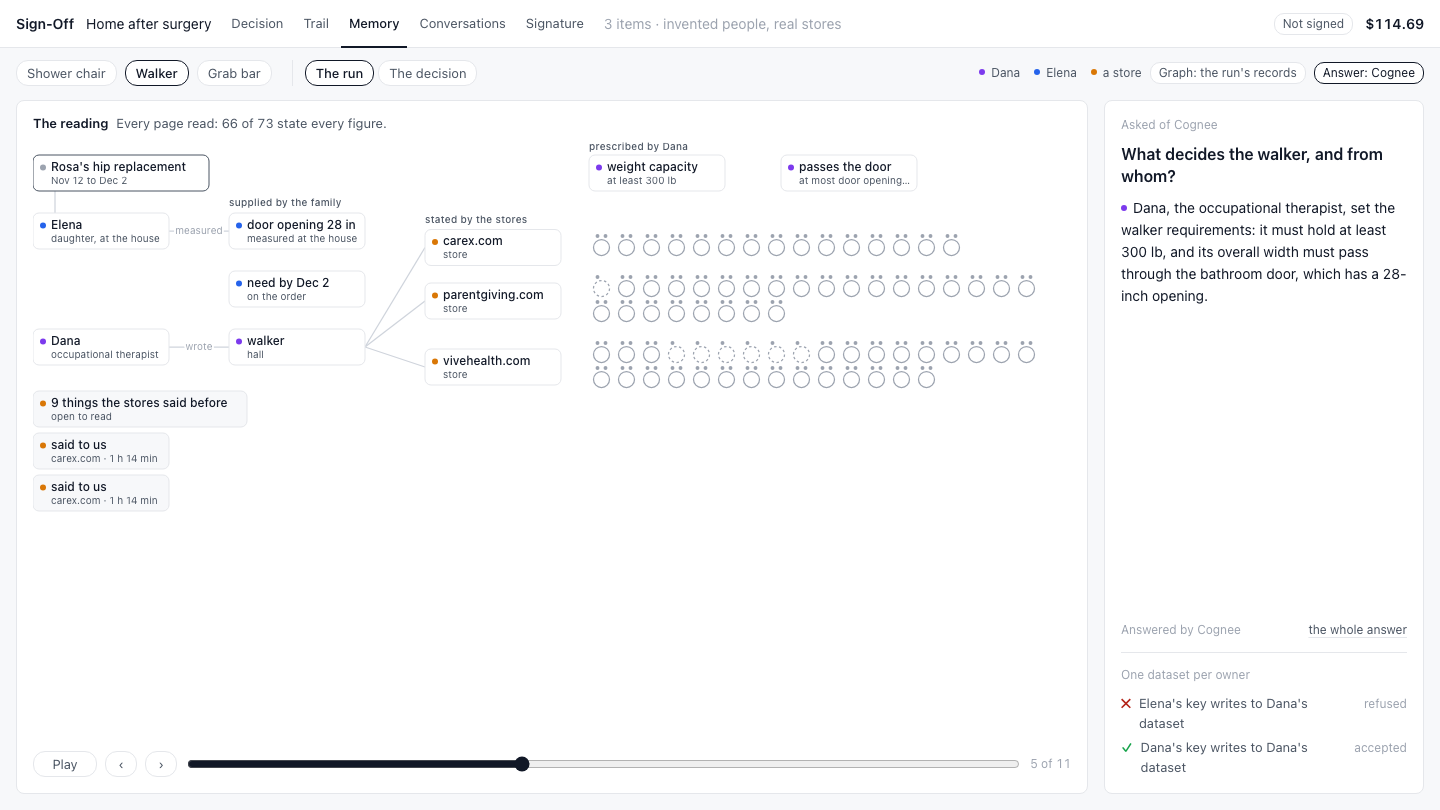 Sign-Off Home after surgery Decision Trail Memory Conversations Signature 3 items · invented people, real stores Not signed $114.69
Shower chair Walker Grab bar The run The decision Dana Elena a store Graph: the run's records Answer: Cognee
The reading Every page read: 66 of 73 state every figure.
prescribed by Dana
Rosa's hip replacement
Nov 12 to Dec 2
weight capacity
at least 300 lb
passes the door
at most door opening...
supplied by the family
Elena
daughter, at the house
measured
door opening 28 in
measured at the house
stated by the stores
carex.com
store
need by Dec 2
on the order
parentgiving.com
store
Dana
occupational therapist
wrote
walker
hall
vivehealth.com
store
9 things the stores said before
open to read
said to us
carex.com · 1 h 14 min
said to us
carex.com · 1 h 14 min
Play ‹ › 5 of 11
Asked of Cognee
What decides the walker, and from
whom?
Dana, the occupational therapist, set the
walker requirements: it must hold at least
300 lb, and its overall width must pass
through the bathroom door, which has a 28-
inch opening.
Answered by Cognee the whole answer
One dataset per owner
Elena's key writes to Dana's refused
dataset
Dana's key writes to Dana's accepted
dataset